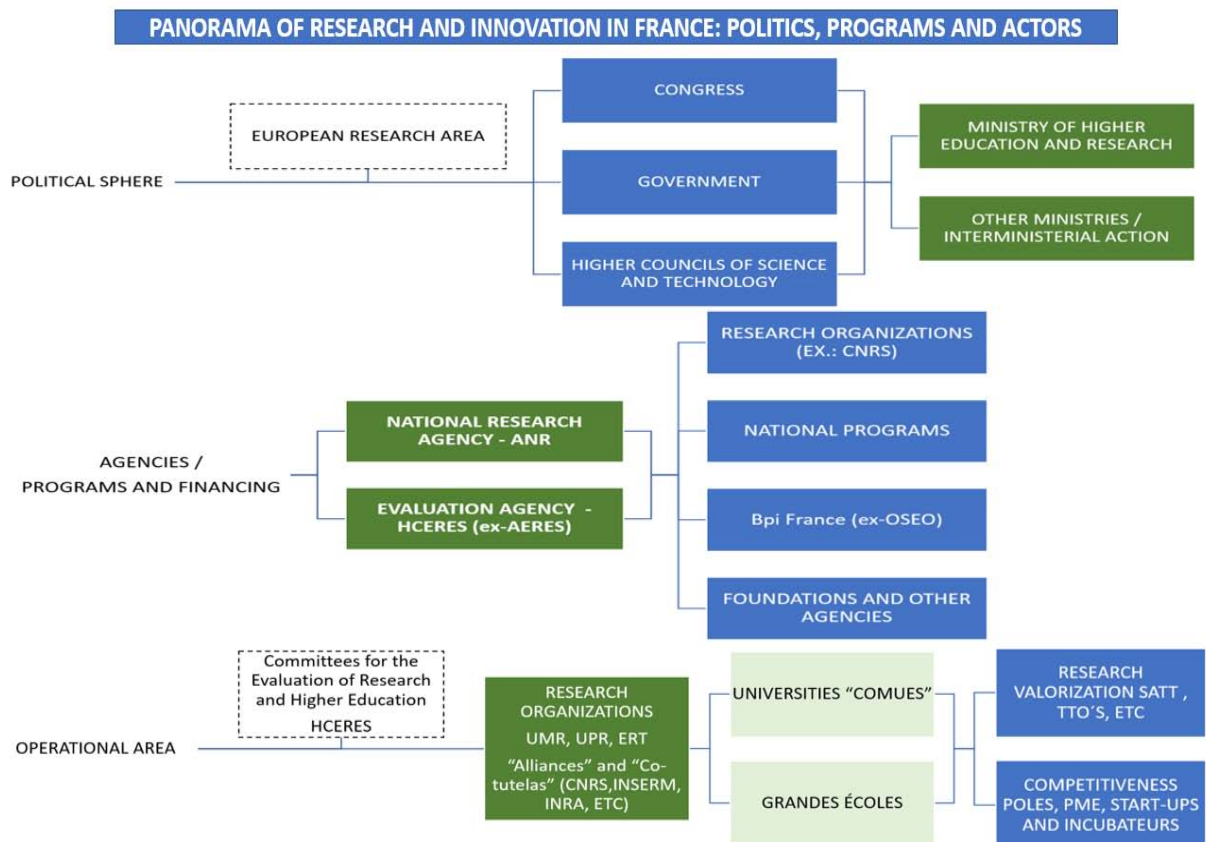 PANORAMA OF RESEARCH AND INNOVATION IN FRANCE: POLITICS, PROGRAMS AND ACTORS
POLITICAL SPHERE
EUROPEAN RESEARCH AREA
CONGRESS
GOVERNMENT
HIGHER COUNCILS OF SCIENCE
AND TECHNOLOGY
MINISTRY OF HIGHER
EDUCATION AND RESEARCH
OTHER MINISTRIES /
INTERMINISTERIAL ACTION
AGENCIES /
PROGRAMS AND FINANCING
NATIONAL RESEARCH
AGENCY - ANR
EVALUATION AGENCY -
HCERES (ex-AERES)
RESEARCH ORGANIZATIONS
(EX.: CNRS)
NATIONAL PROGRAMS
Bpi France (ex-OSEO)
FOUNDATIONS AND OTHER
AGENCIES
OPERATIONAL AREA
Committees for the
Evaluation of Research
and Higher Education
HCERES
RESEARCH
ORGANIZATIONS
UMR, UPR, ERT
“Alliances” and “Co-
tutelas” (CNRS,INSERM,
INRA, ETC)
UNIVERSITIES “COMUES”
GRANDES ÉCOLES
RESEARCH
VALORIZATION SATT ,
TTO´S, ETC
COMPETITIVENESS
POLES, PME, START-UPS
AND INCUBATEURS